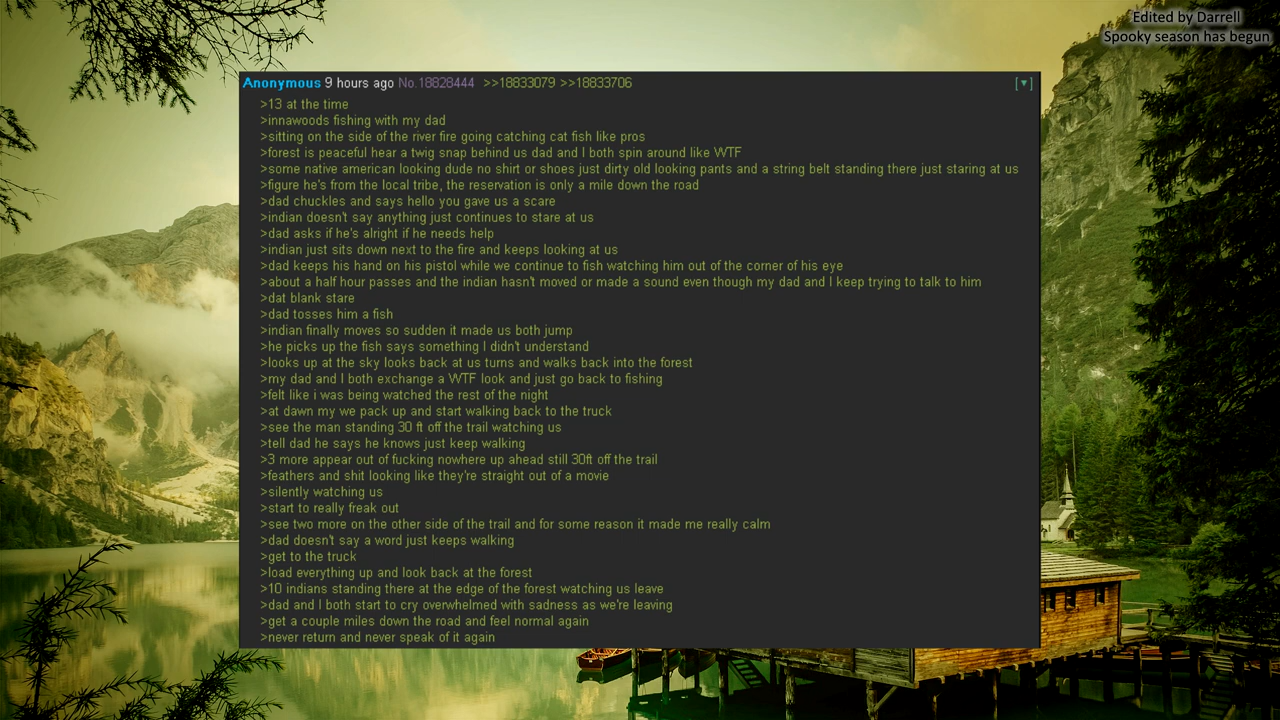 Edited by Darrell
Spooky season has begun
Anonymous 9 hours ago No.18828444 >>18833079 >>18833706 [▼]
>13 at the time
>innawoods fishing with my dad
>sitting on the side of the river fire going catching cat fish like pros
>forest is peaceful hear a twig snap behind us dad and I both spin around like WTF
>some native american looking dude no shirt or shoes just dirty old looking pants and a string belt standing there just staring at us
>figure he's from the local tribe, the reservation is only a mile down the road
>dad chuckles and says hello you gave us a scare
>indian doesn't say anything just continues to stare at us
>dad asks if he's alright if he needs help
>indian just sits down next to the fire and keeps looking at us
>dad keeps his hand on his pistol while we continue to fish watching him out of the corner of his eye
>about a half hour passes and the indian hasn't moved or made a sound even though my dad and I keep trying to talk to him
>dat blank stare
>dad tosses him a fish
>indian finally moves so sudden it made us both jump
>he picks up the fish says something I didn't understand
>looks up at the sky looks back at us turns and walks back into the forest
>my dad and I both exchange a WTF look and just go back to fishing
>felt like i was being watched the rest of the night
>at dawn my we pack up and start walking back to the truck
>see the man standing 30 ft off the trail watching us
>tell dad he says he knows just keep walking
>3 more appear out of fucking nowhere up ahead still 30ft off the trail
>feathers and shit looking like they're straight out of a movie
>silently watching us
>start to really freak out
>see two more on the other side of the trail and for some reason it made me really calm
>dad doesn't say a word just keeps walking
>get to the truck
>load everything up and look back at the forest
>10 indians standing there at the edge of the forest watching us leave
>dad and I both start to cry overwhelmed with sadness as we're leaving
>get a couple miles down the road and feel normal again
>never return and never speak of it again